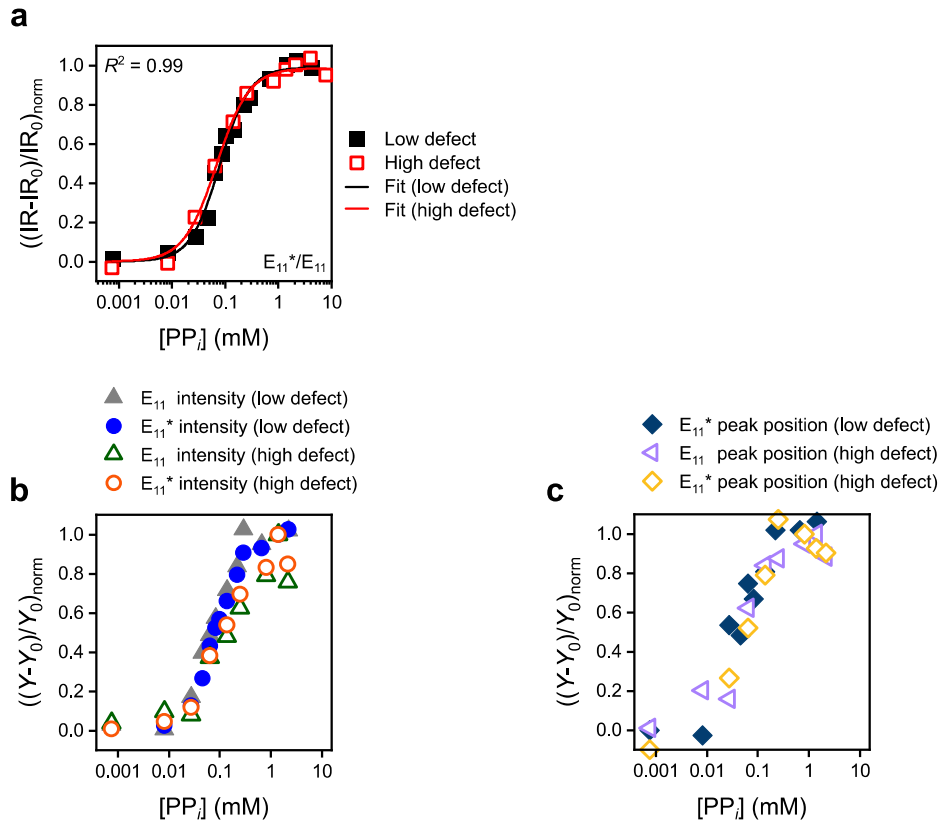 a
R² = 0.99
((IR-IR₀)/IR₀)norm
1.0
0.8
0.6
0.4
0.2
0.0
E₁₁*/E₁₁
0.001 0.01 0.1 1 10
[PPᵢ] (mM)
Low defect
High defect
Fit (low defect)
Fit (high defect)
E₁₁ intensity (low defect)
E₁₁* intensity (low defect)
E₁₁ intensity (high defect)
E₁₁* intensity (high defect)
b
((Y-Y₀)/Y₀)norm
1.0
0.8
0.6
0.4
0.2
0.0
0.001 0.01 0.1 1 10
[PPᵢ] (mM)
E₁₁* peak position (low defect)
E₁₁ peak position (high defect)
E₁₁* peak position (high defect)
c
((Y-Y₀)/Y₀)norm
1.0
0.8
0.6
0.4
0.2
0.0
0.001 0.01 0.1 1 10
[PPᵢ] (mM)